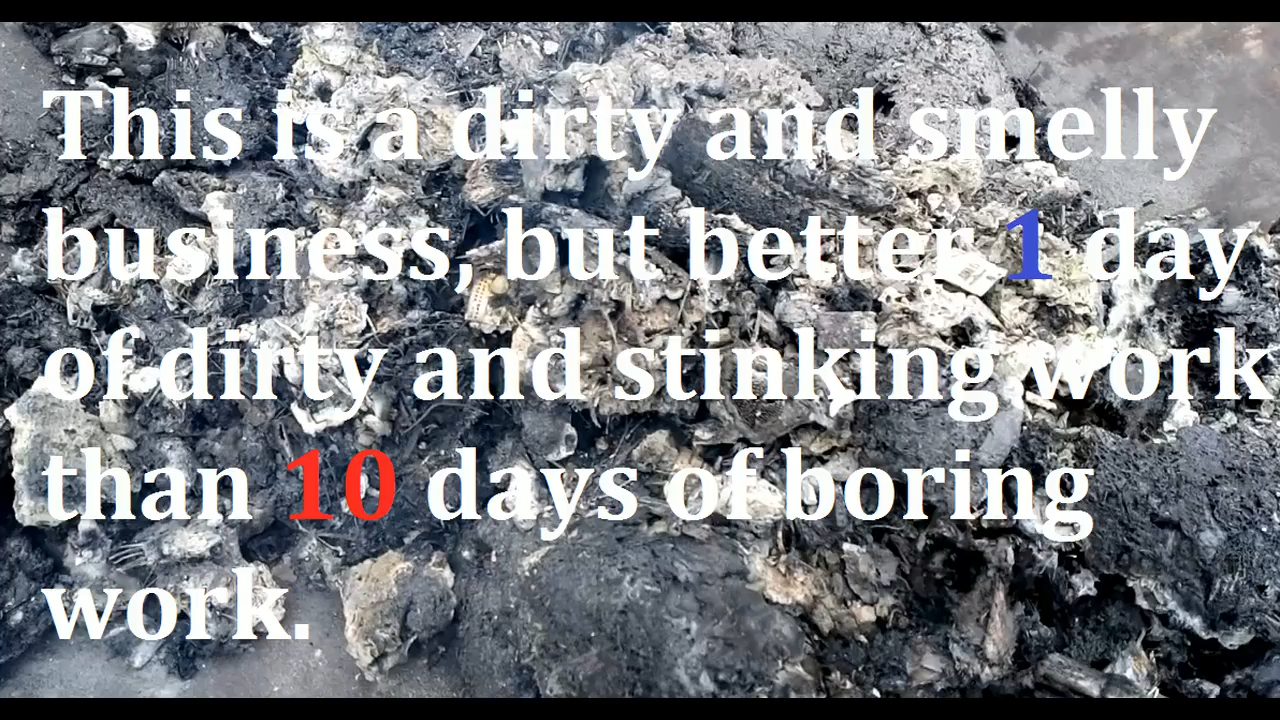 This is a dirty and smelly
business, but better 1 day
of dirty and stinking work
than 10 days of boring
work.